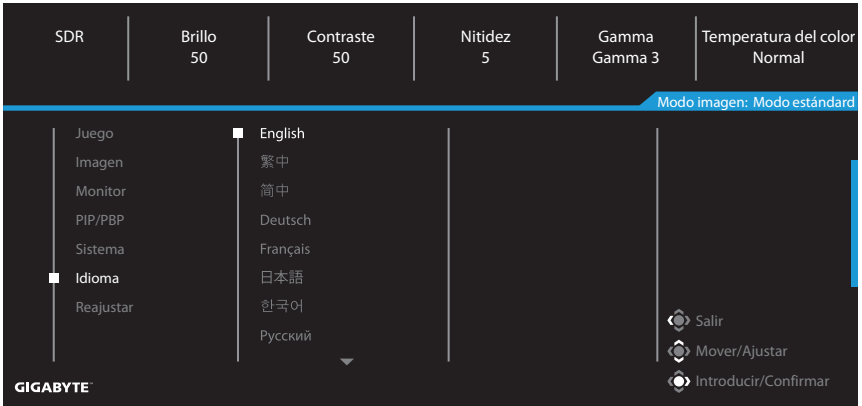 SDR
Brillo
50
Contraste
50
Nitidez
5
Gamma
Gamma 3
Temperatura del color
Normal
Modo imagen: Modo estándard
Juego
Imagen
Monitor
PIP/PBP
Sistema
Idioma
Reajustar
English
繁中
简中
Deutsch
Français
日本語
한국어
Русский
Salir
Mover/Ajustar
Introducir/Confirmar
GIGABYTE™